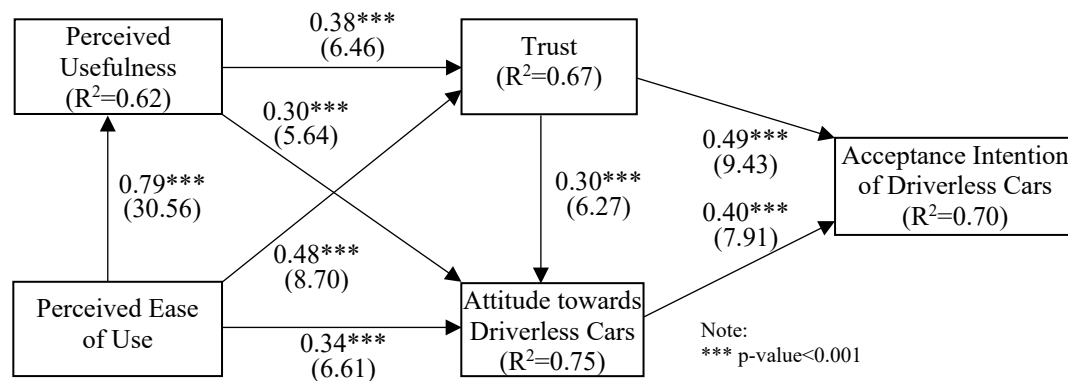 Perceived
Usefulness
(R²=0.62)
0.38***
(6.46)
Trust
(R²=0.67)
0.30***
(5.64)
0.79***
(30.56)
0.30***
(6.27)
0.49***
(9.43)
0.40***
(7.91)
Acceptance Intention
of Driverless Cars
(R²=0.70)
0.48***
(8.70)
Perceived Ease
of Use
0.34***
(6.61)
Attitude towards
Driverless Cars
(R²=0.75)
Note:
*** p-value<0.001